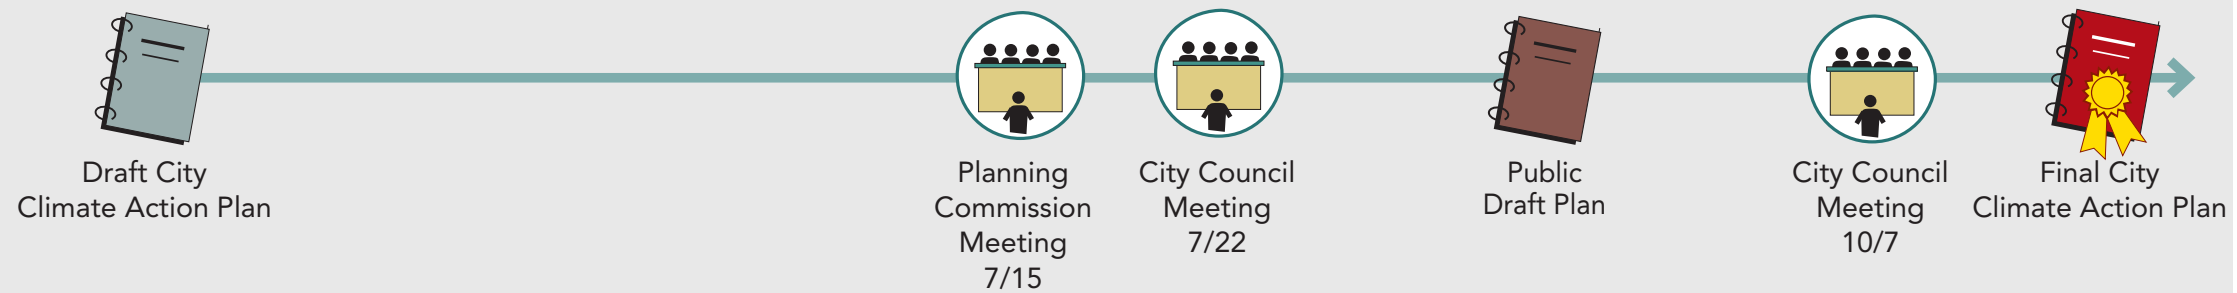 Draft City
Climate Action Plan
Planning
Commission
Meeting
7/15
City Council
Meeting
7/22
Public
Draft Plan
City Council
Meeting
10/7
Final City
Climate Action Plan